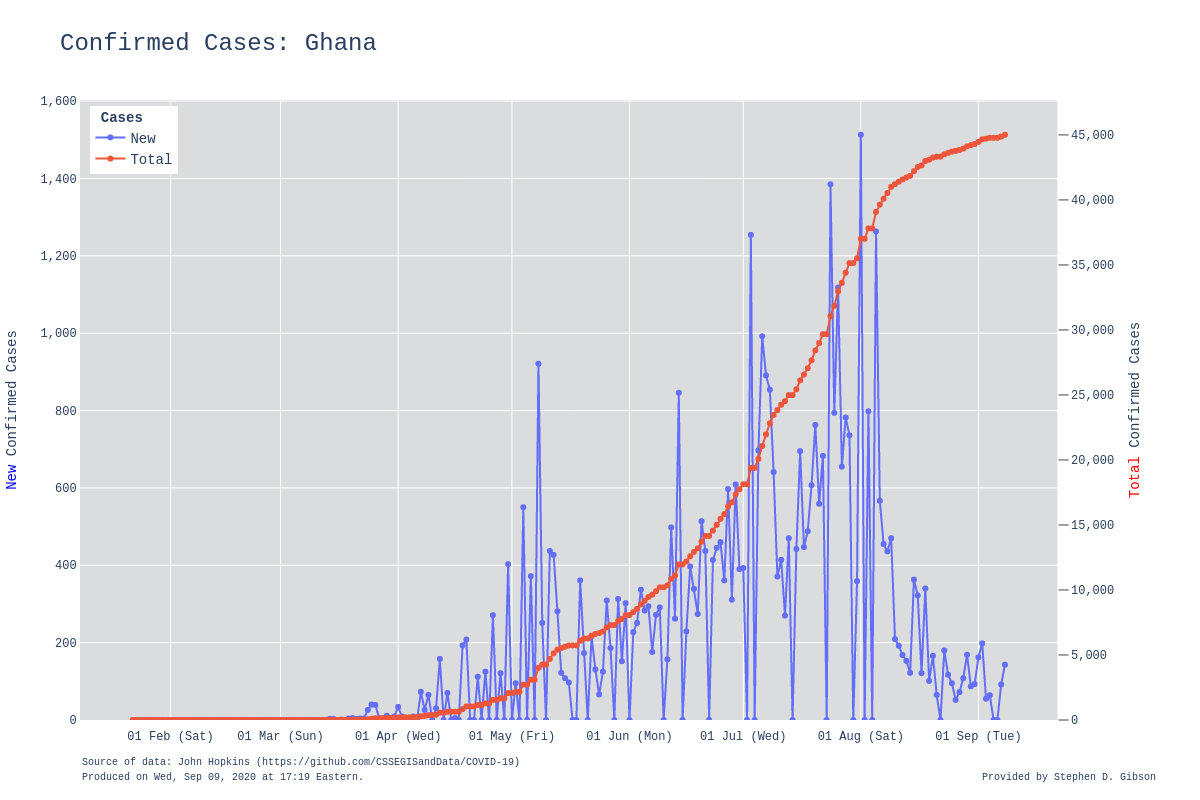 Confirmed Cases: Ghana
Cases
New
Total
1,600
1,400
1,200
1,000
800
600
400
200
0
New Confirmed Cases
45,000
40,000
35,000
30,000
25,000
20,000
15,000
10,000
5,000
0
Total Confirmed Cases
01 Feb (Sat) 01 Mar (Sun) 01 Apr (Wed) 01 May (Fri) 01 Jun (Mon) 01 Jul (Wed) 01 Aug (Sat) 01 Sep (Tue)
Source of data: John Hopkins (https://github.com/CSSEGISandData/COVID-19)
Produced on Wed, Sep 09, 2020 at 17:19 Eastern.
Provided by Stephen D. Gibson